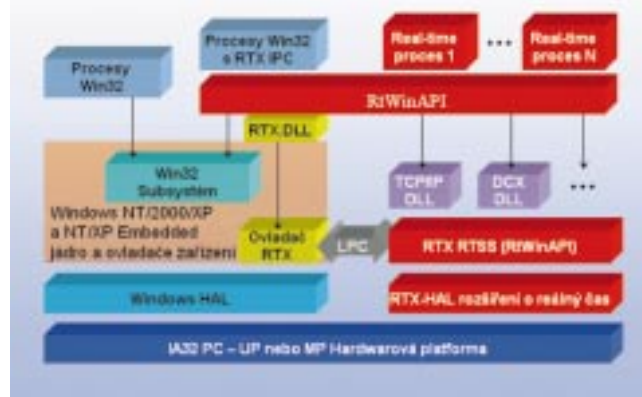 Procesy
Win32
Procesy Win32
s RTX IPC
Real-time
proces 1
...
Real-time
proces N
RtWinAPI
RTX.DLL
Win32
Subsystém
TCP/IP
DLL
DCX
DLL
...
Windows NT/2000/XP
a NT/XP Embedded
jádro a ovladače zařízení
Ovladač
RTX
LPC
RTX RTSS (RtWinAPI)
Windows HAL
RTX-HAL rozšíření o reálný čas
IA32 PC – UP nebo MP Hardwarová platforma